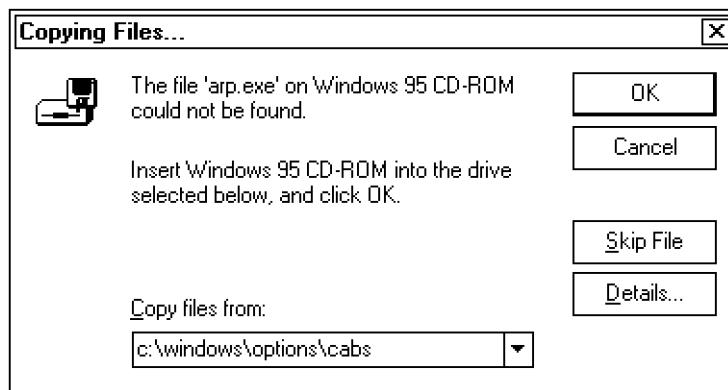 Copying Files...
The file 'arp.exe' on Windows 95 CD-ROM
could not be found.
Insert Windows 95 CD-ROM into the drive
selected below, and click OK.
OK
Cancel
Skip File
Details...
Copy files from:
c:\windows\options\cabs